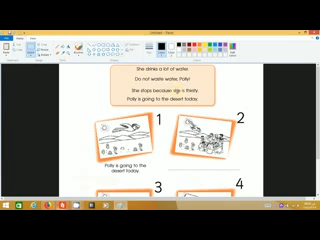 She drinks a lot of water.
Do not waste water, Polly!
She stops because she is thirsty.
Polly is going to the desert today.
1
2
Polly is going to the
desert today.
3
4